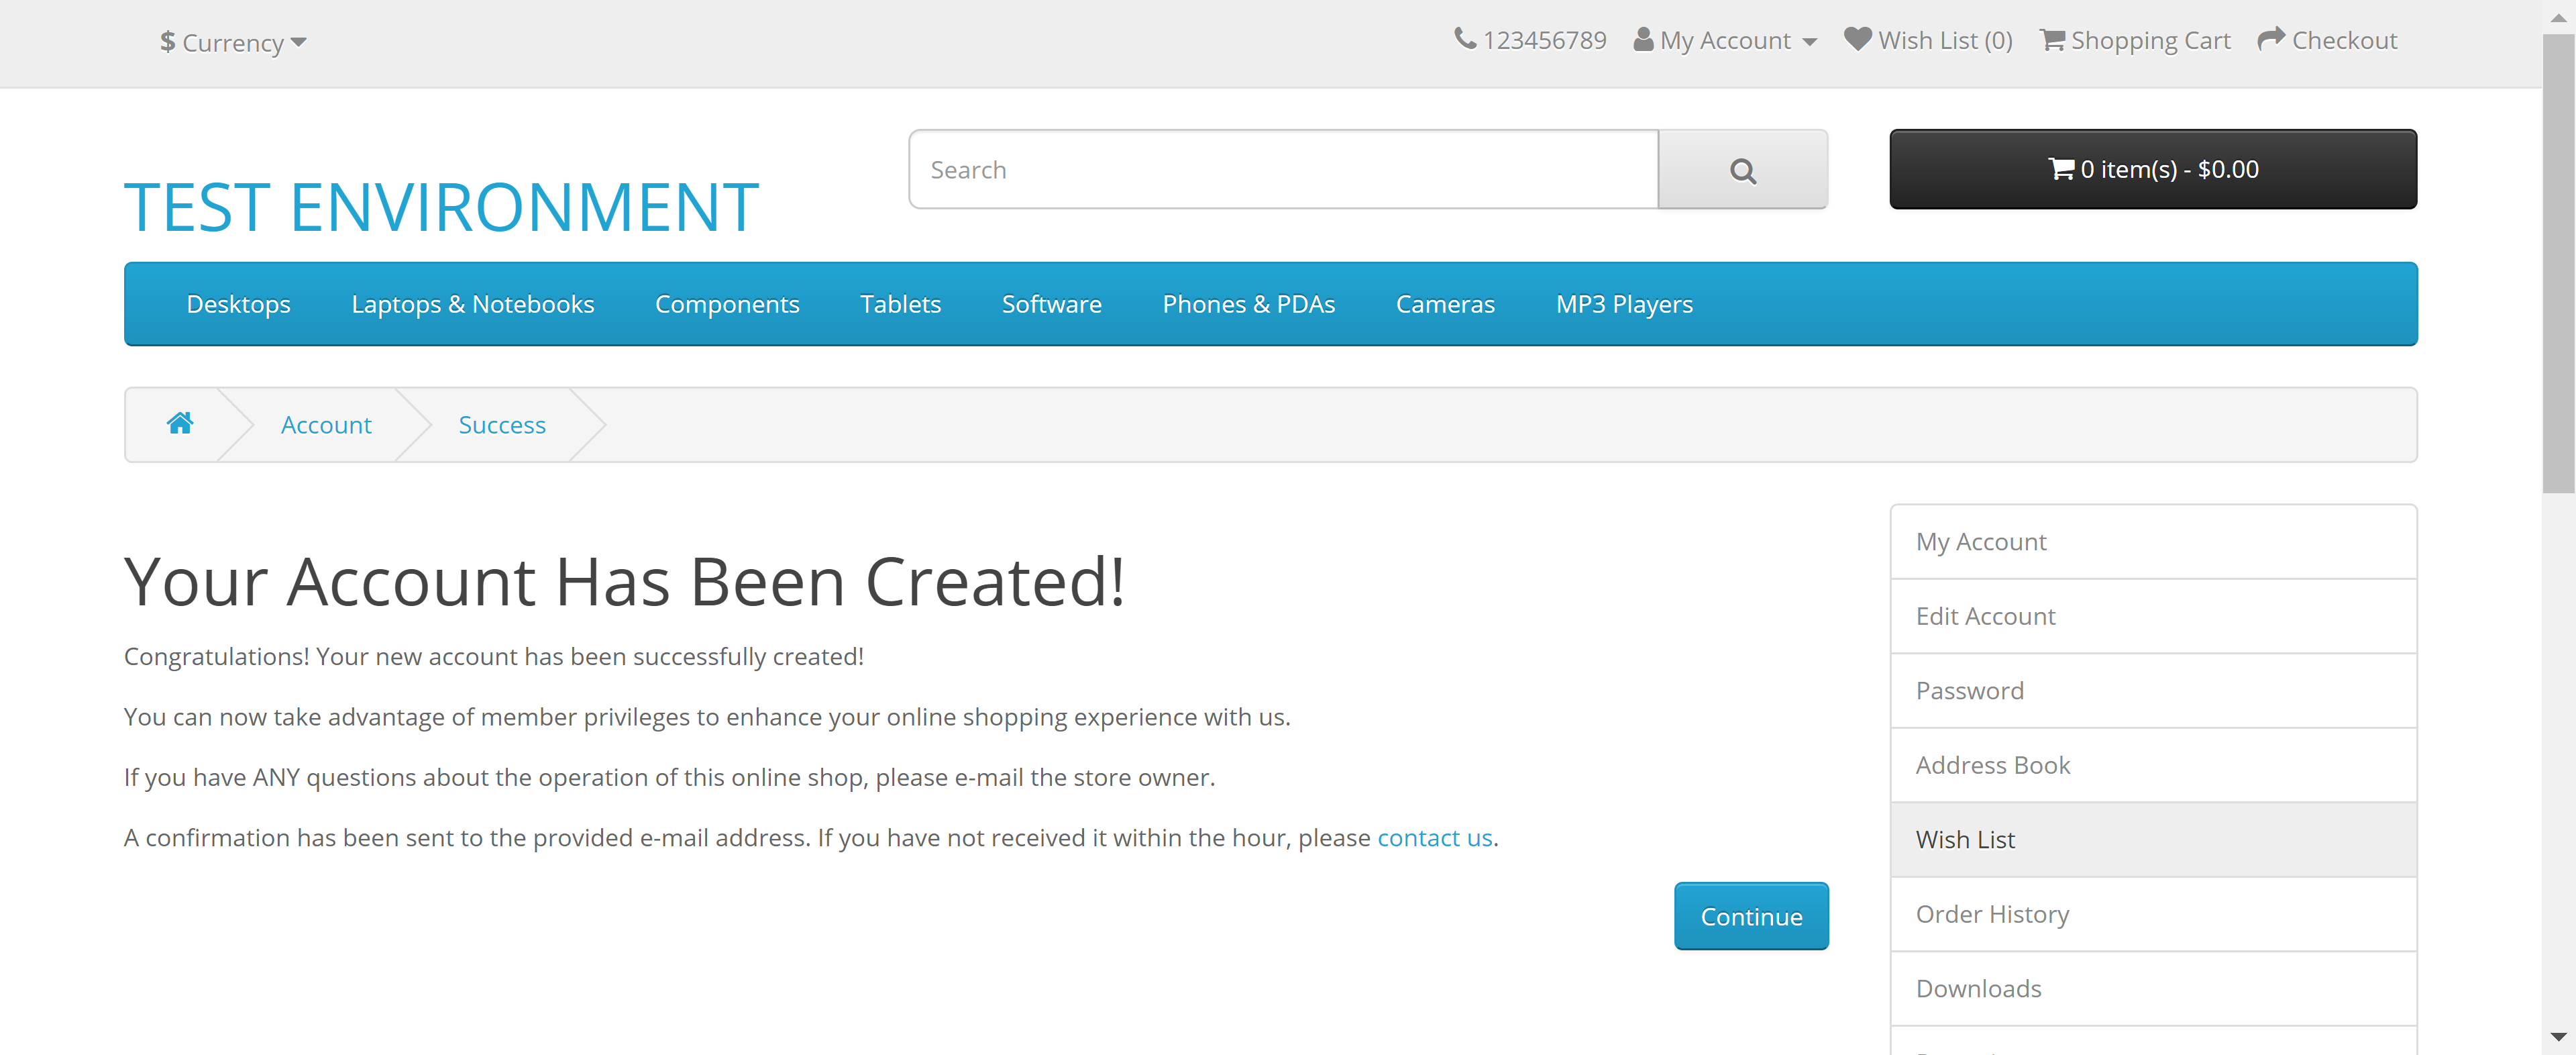 $ Currency
123456789 My Account Wish List (0) Shopping Cart Checkout
TEST ENVIRONMENT
Search
0 item(s) - $0.00
Desktops Laptops & Notebooks Components Tablets Software Phones & PDAs Cameras MP3 Players
Account Success
Your Account Has Been Created!
Congratulations! Your new account has been successfully created!
You can now take advantage of member privileges to enhance your online shopping experience with us.
If you have ANY questions about the operation of this online shop, please e-mail the store owner.
A confirmation has been sent to the provided e-mail address. If you have not received it within the hour, please contact us.
Continue
My Account
Edit Account
Password
Address Book
Wish List
Order History
Downloads